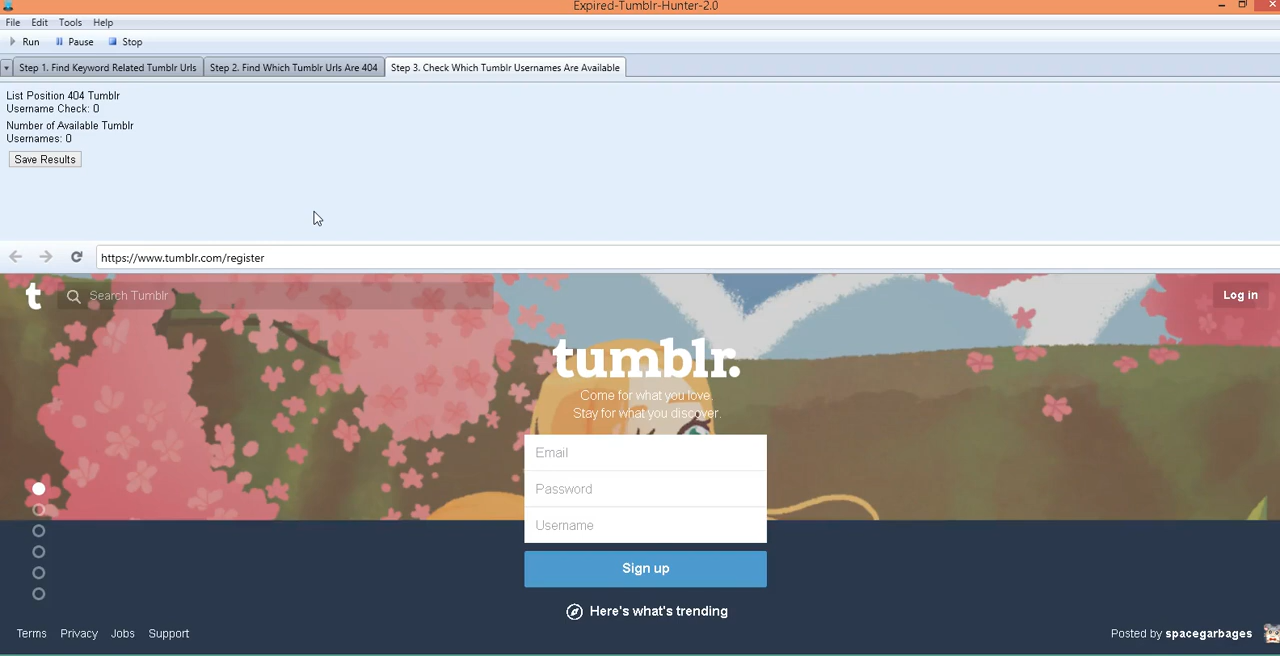 Expired-Tumblr-Hunter-2.0
File Edit Tools Help
Run Pause Stop
Step 1. Find Keyword Related Tumblr Urls Step 2. Find Which Tumblr Urls Are 404 Step 3. Check Which Tumblr Usernames Are Available
List Position 404 Tumblr
Username Check: 0
Number of Available Tumblr
Usernames: 0
Save Results
https://www.tumblr.com/register
t Search Tumblr Log in
tumblr.
Come for what you love.
Stay for what you discover.
Email
Password
Username
Sign up
Here's what's trending
Terms Privacy Jobs Support Posted by spacegarbages